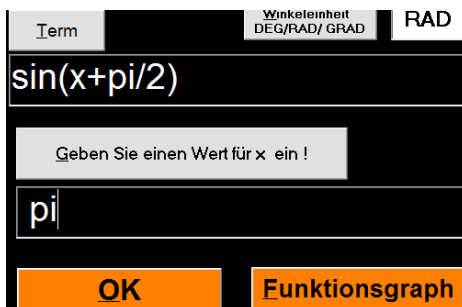 Term
Winkeleinheit
DEG/RAD/ GRAD
RAD
sin(x+pi/2)
Geben Sie einen Wert für x ein !
pi
OK
Funktionsgraph